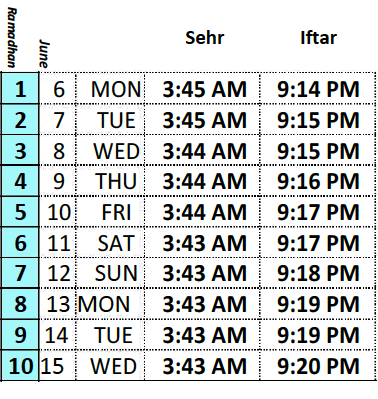 Ramadhan June Sehr Iftar
1 6 MON 3:45 AM 9:14 PM
2 7 TUE 3:45 AM 9:15 PM
3 8 WED 3:44 AM 9:15 PM
4 9 THU 3:44 AM 9:16 PM
5 10 FRI 3:44 AM 9:17 PM
6 11 SAT 3:43 AM 9:17 PM
7 12 SUN 3:43 AM 9:18 PM
8 13 MON 3:43 AM 9:19 PM
9 14 TUE 3:43 AM 9:19 PM
10 15 WED 3:43 AM 9:20 PM